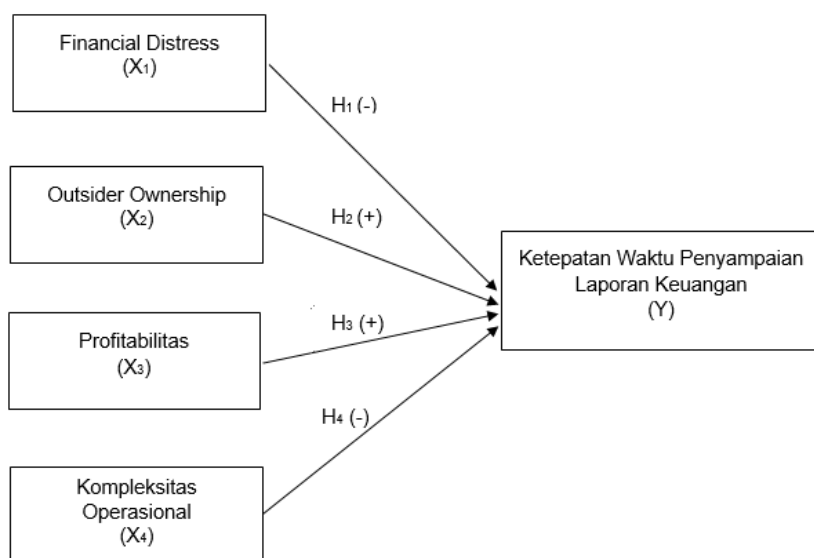 Financial Distress
(X₁)
H₁ (-)
Outsider Ownership
(X₂)
H₂ (+)
Ketepatan Waktu Penyampaian
Laporan Keuangan
(Y)
Profitabilitas
(X₃)
H₃ (+)
H₄ (-)
Kompleksitas
Operasional
(X₄)